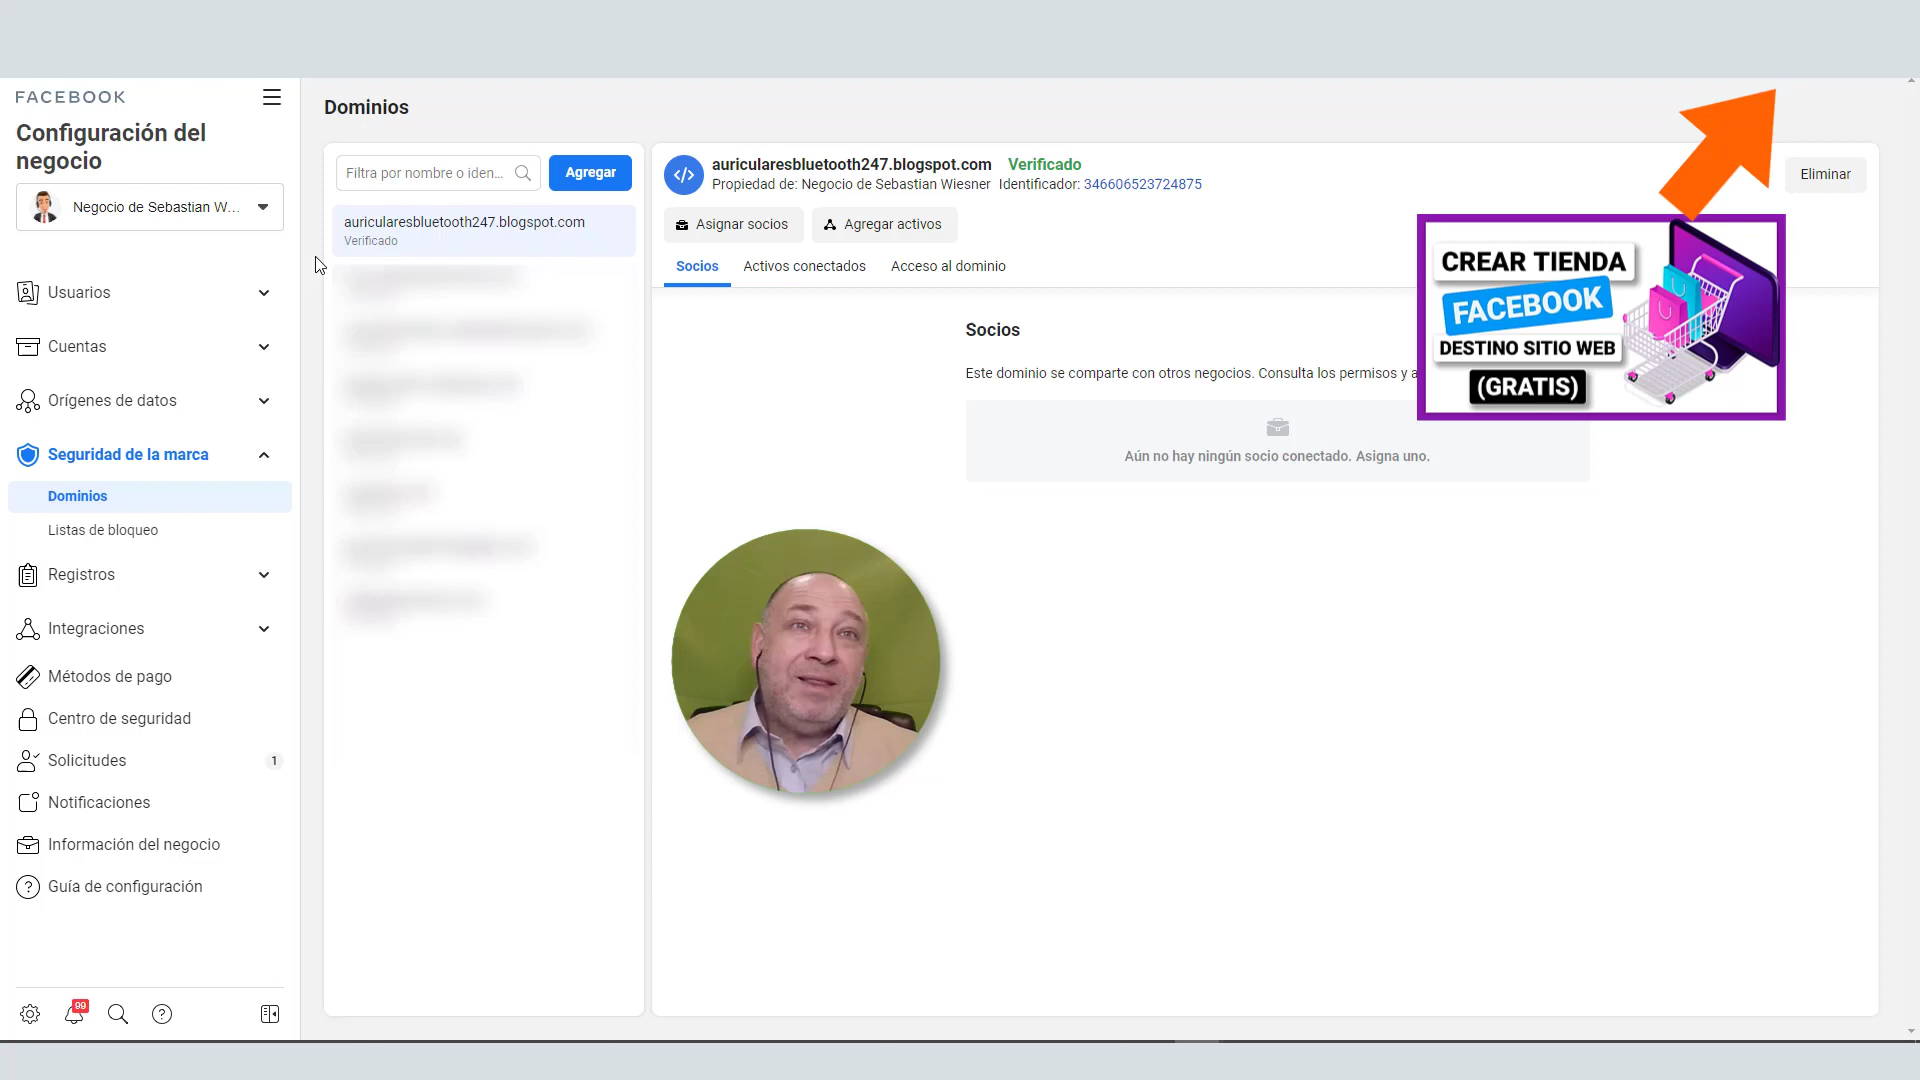 FACEBOOK
Configuración del
negocio
Negocio de Sebastian W...
Usuarios
Cuentas
Orígenes de datos
Seguridad de la marca
Dominios
Listas de bloqueo
Registros
Integraciones
Métodos de pago
Centro de seguridad
Solicitudes
1
Notificaciones
Información del negocio
Guía de configuración
99
Dominios
Filtra por nombre o iden...
Agregar
auricularesbluetooth247.blogspot.com
Verificado
auricularesbluetooth247.blogspot.com Verificado
Propiedad de: Negocio de Sebastian Wiesner Identificador: 346606523724875
Eliminar
Asignar socios
Agregar activos
Socios
Activos conectados
Acceso al dominio
Socios
Este dominio se comparte con otros negocios. Consulta los permisos y a
Aún no hay ningún socio conectado. Asigna uno.
CREAR TIENDA
FACEBOOK
DESTINO SITIO WEB
(GRATIS)